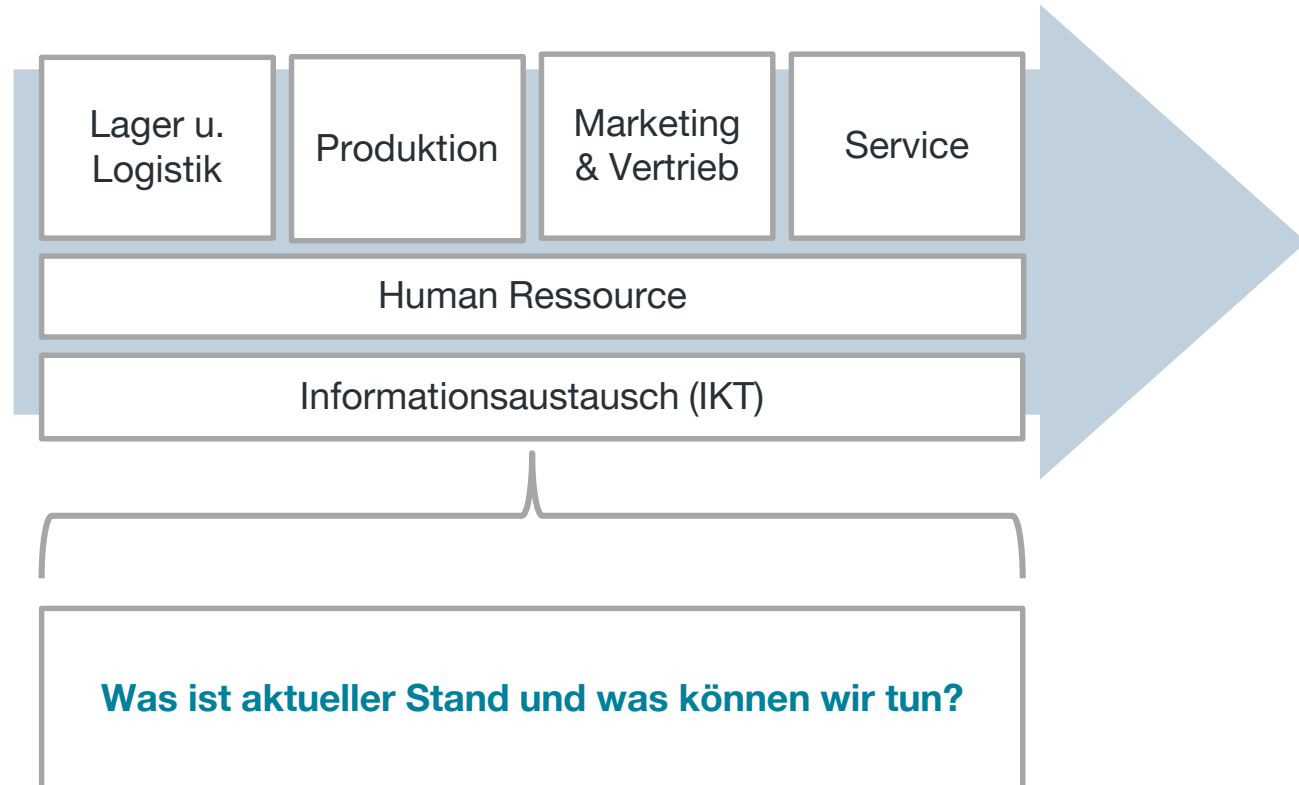 Lager u.
Logistik
Produktion
Marketing
& Vertrieb
Service
Human Ressource
Informationsaustausch (IKT)
Was ist aktueller Stand und was können wir tun?